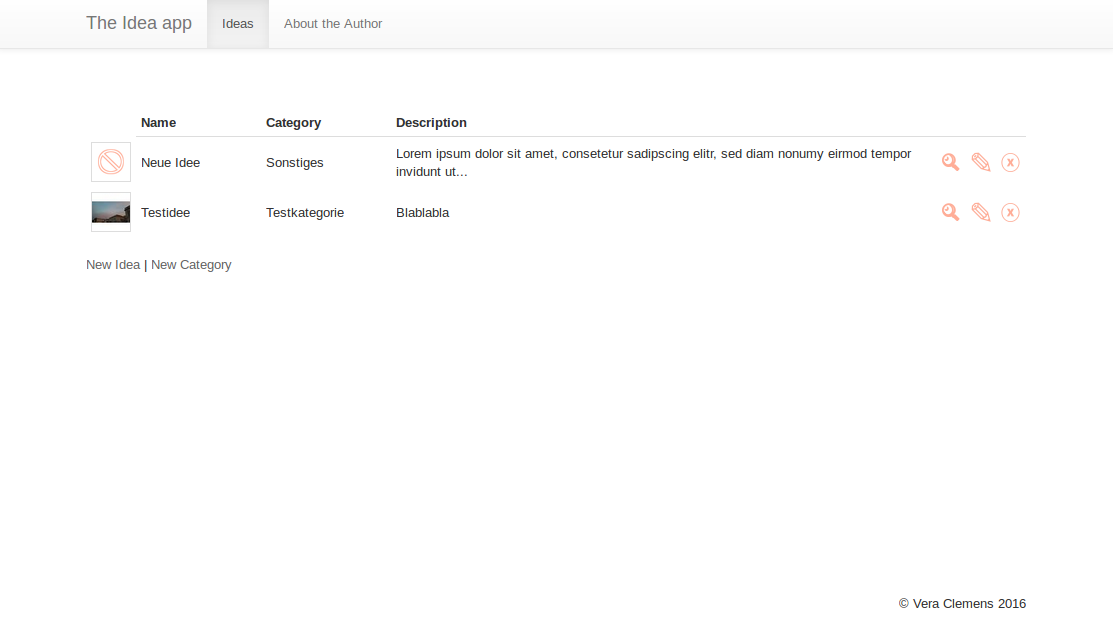 The Idea app Ideas About the Author
Name Category Description
Neue Idee Sonstiges Lorem ipsum dolor sit amet, consetetur sadipscing elitr, sed diam nonumy eirmod tempor
invidunt ut...
Testidee Testkategorie Blablabla
New Idea | New Category
© Vera Clemens 2016